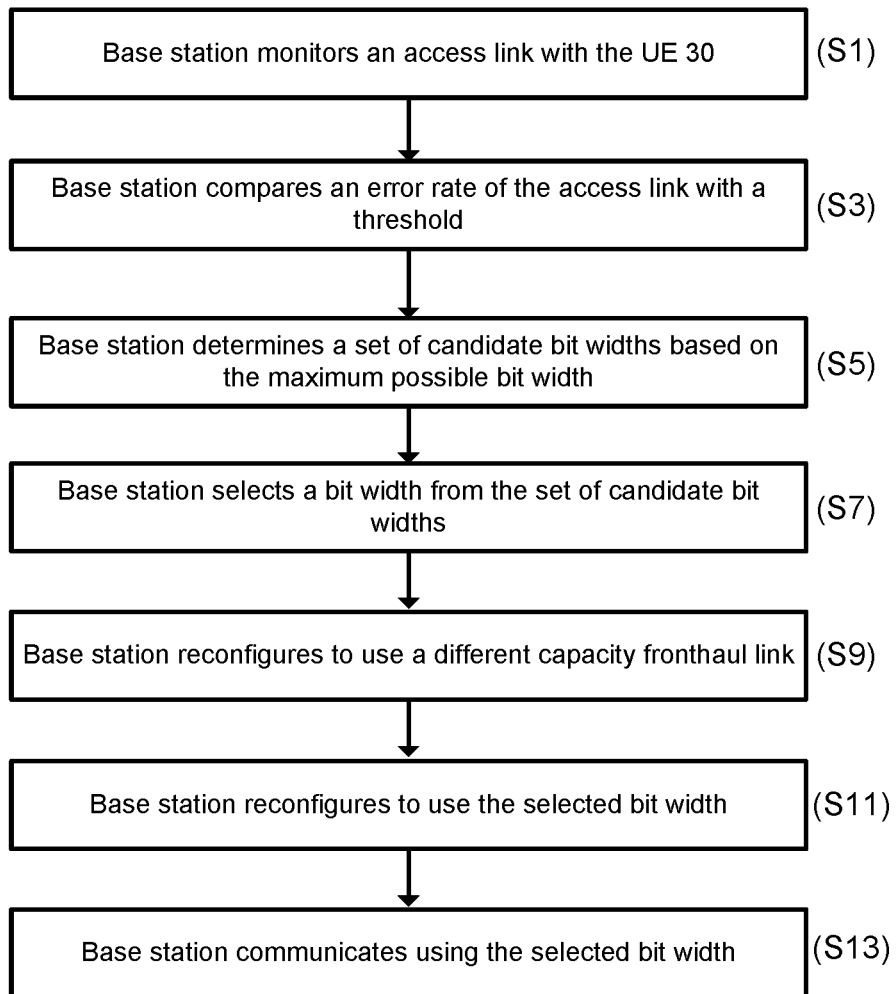 Base station monitors an access link with the UE 30
(S1)
Base station compares an error rate of the access link with a
threshold
(S3)
Base station determines a set of candidate bit widths based on
the maximum possible bit width
(S5)
Base station selects a bit width from the set of candidate bit
widths
(S7)
Base station reconfigures to use a different capacity fronthaul link
(S9)
Base station reconfigures to use the selected bit width
(S11)
Base station communicates using the selected bit width
(S13)